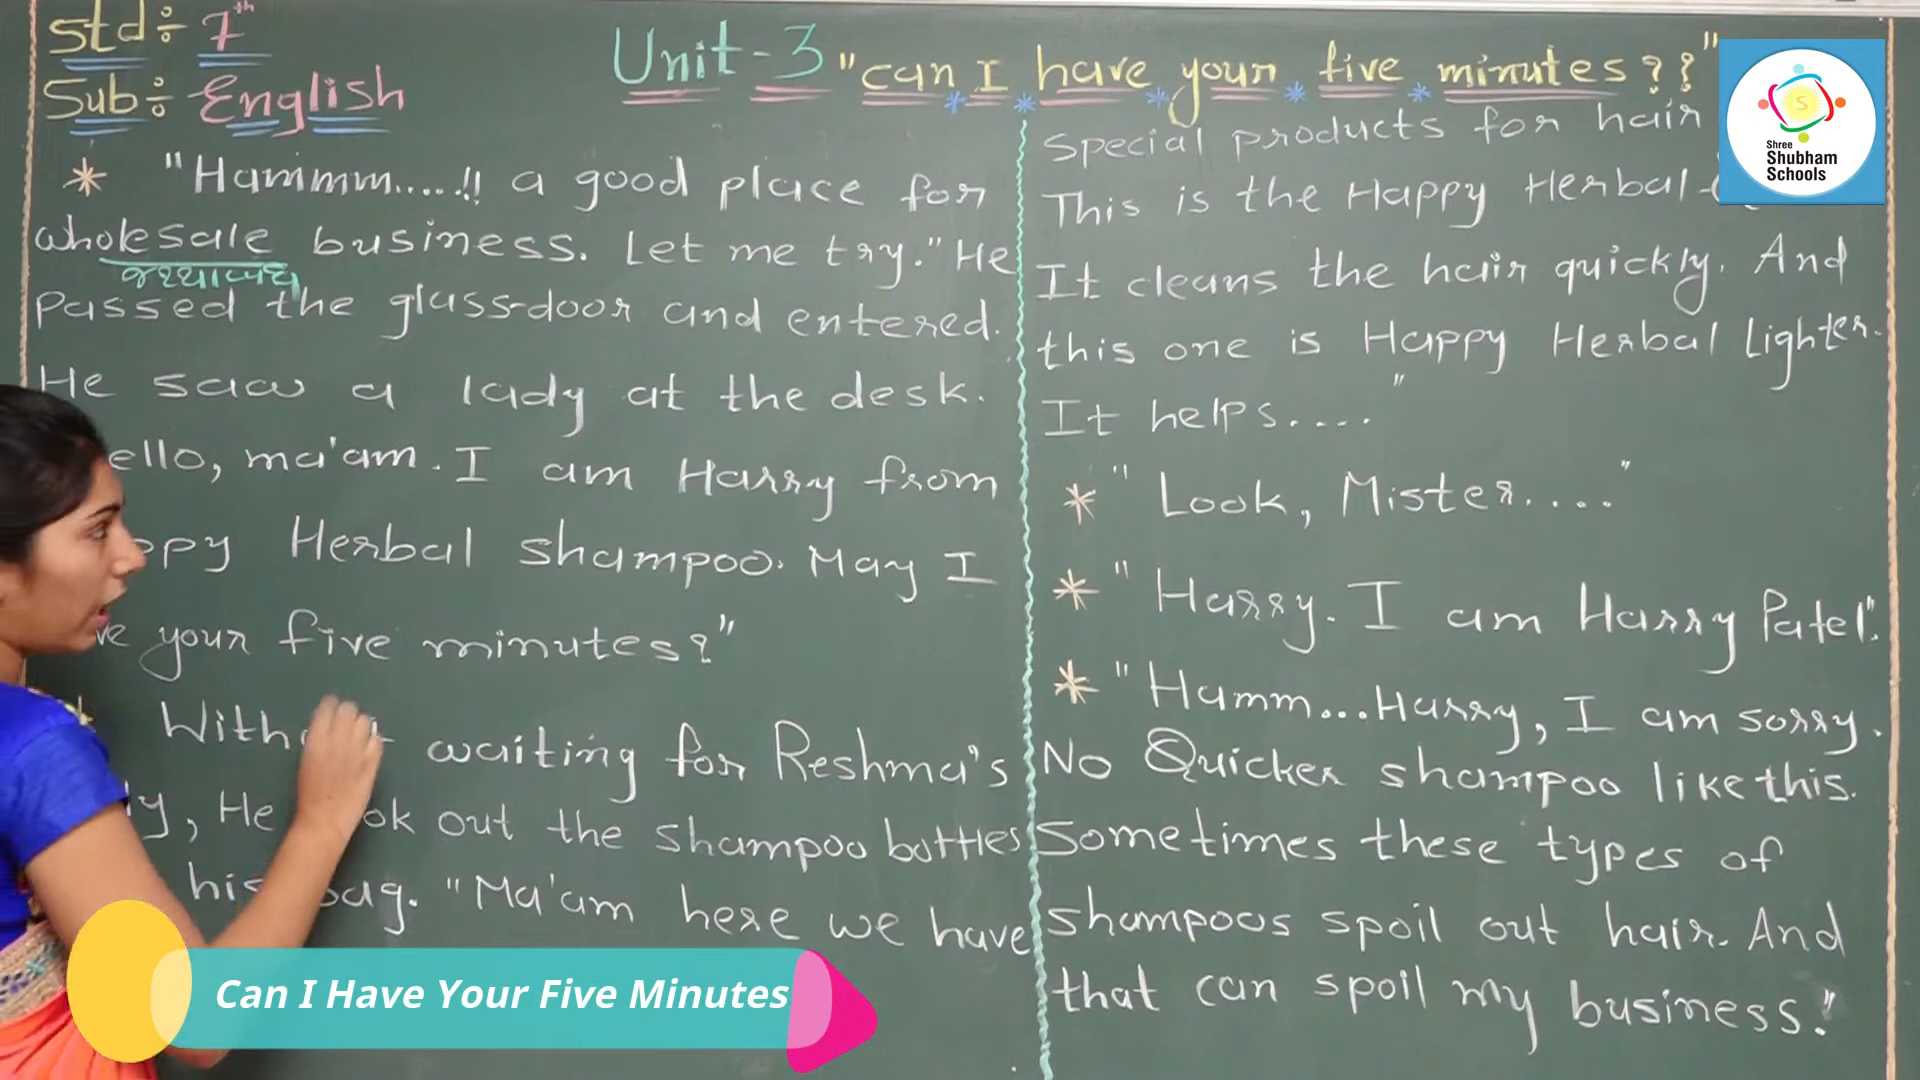 Std÷ 7th
Sub÷ English
Unit-3 "can I have your five minutes??"
* "Hammm.....!! a good place for
wholesale business. Let me try." He
જથ્થાબંધ
passed the glass-door and entered.
He saw a lady at the desk.
ello, ma'am. I am Harry from
ppy Herbal shampoo. May I
ve your five minutes?"
With waiting for Reshma's
ly, He ook out the shampoo bottles
his bag. "Ma'am here we have
Special products for hair
This is the Happy Herbal-
It cleans the hair quickly. And
this one is Happy Herbal Lighter.
It helps...."
* "Look, Mister...."
* "Harry. I am Harry Patel".
* "Hamm...Harry, I am sorry.
No Quicker shampoo like this.
Sometimes these types of
shampoos spoil out hair. And
that can spoil my business."
Shree
Shubham
Schools
S
Can I Have Your Five Minutes